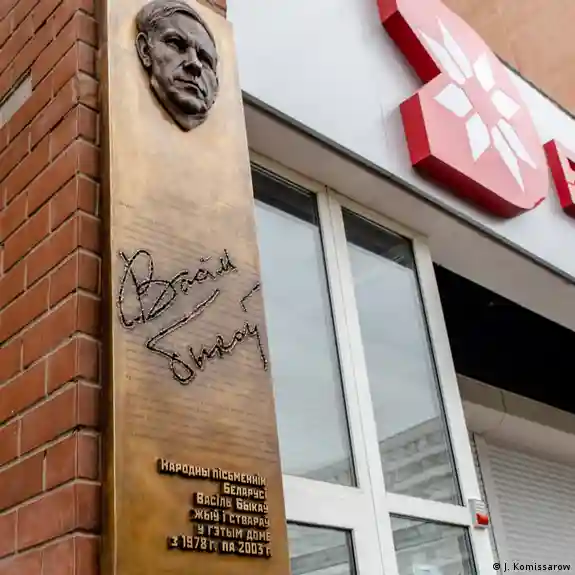 Васіль
Быкаў
НАРОДНЫ ПІСЬМЕННІК
БЕЛАРУСІ
ВАСІЛЬ БЫКАЎ
ЖЫЎ І СТВАРАЎ
У ГЭТЫМ ДОМЕ
З 1978 Г. ПА 2003 Г.
© J. Komissarow